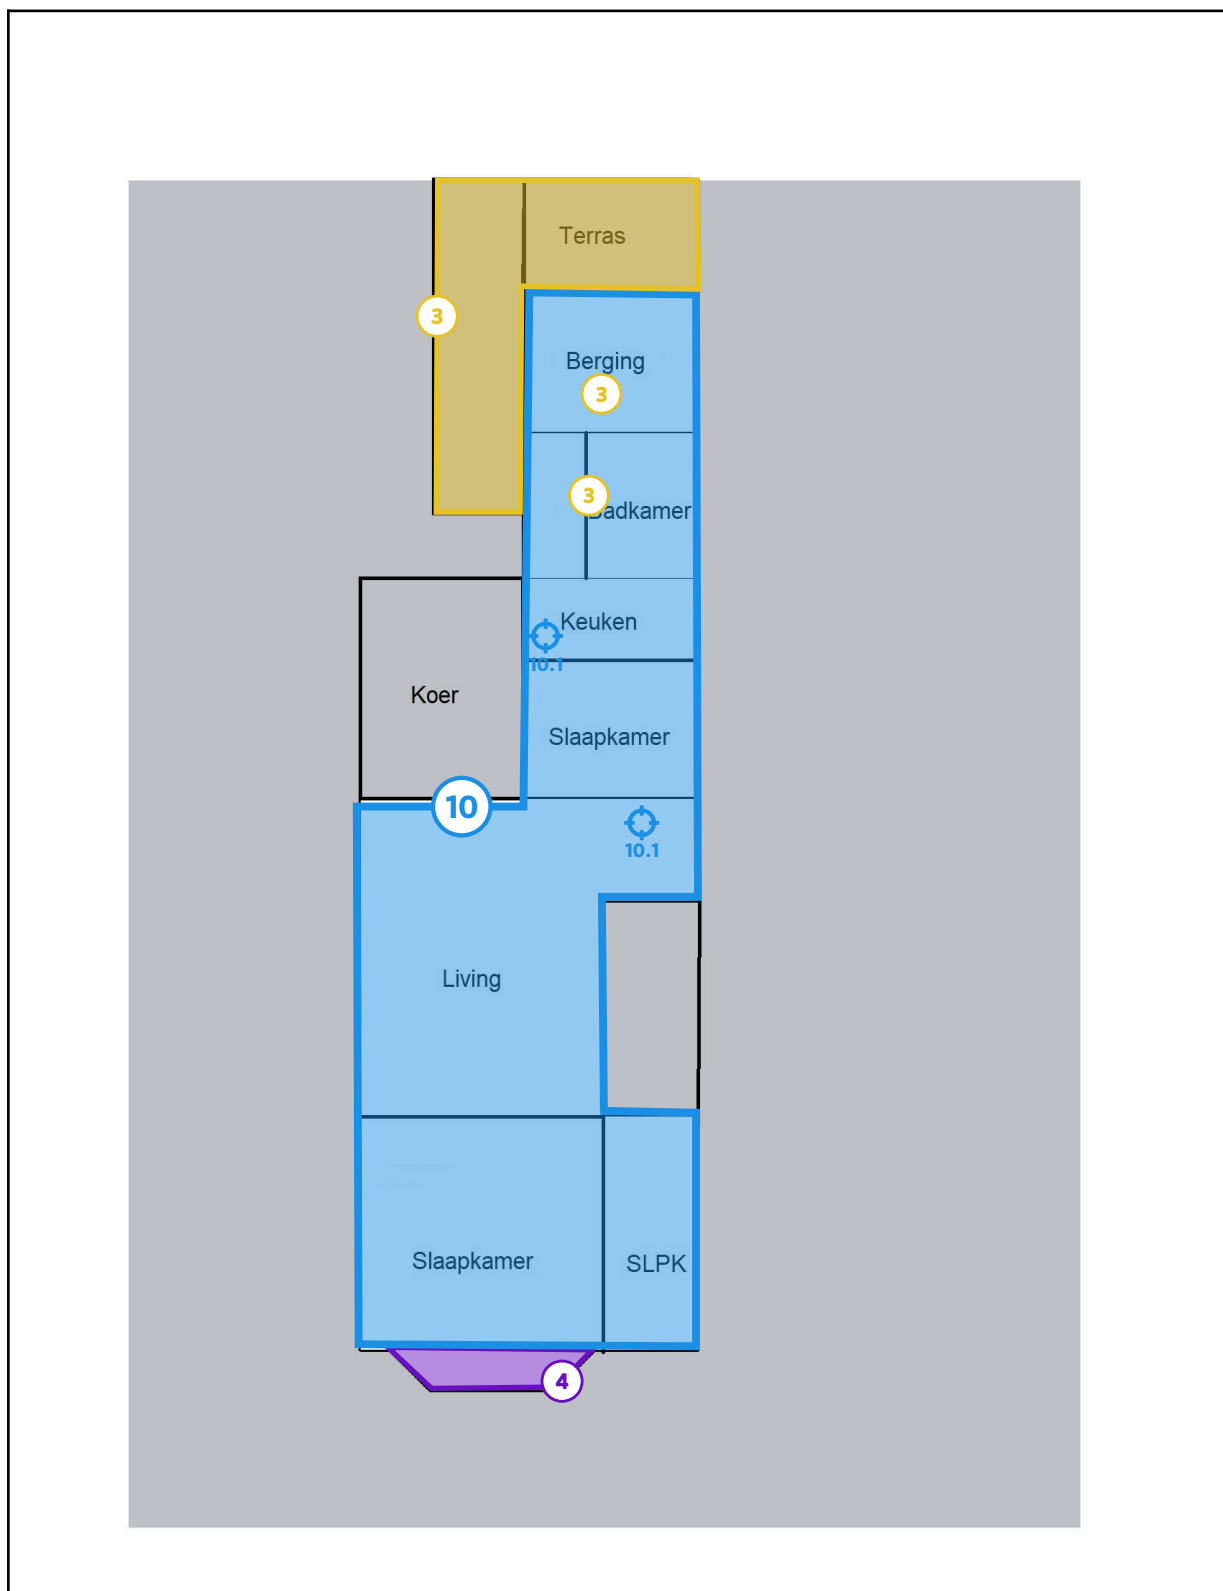 Terras
3
Berging
3
3
Badkamer
Keuken
10.1
Koer
Slaapkamer
10
10.1
Living
Slaapkamer
SLPK
4